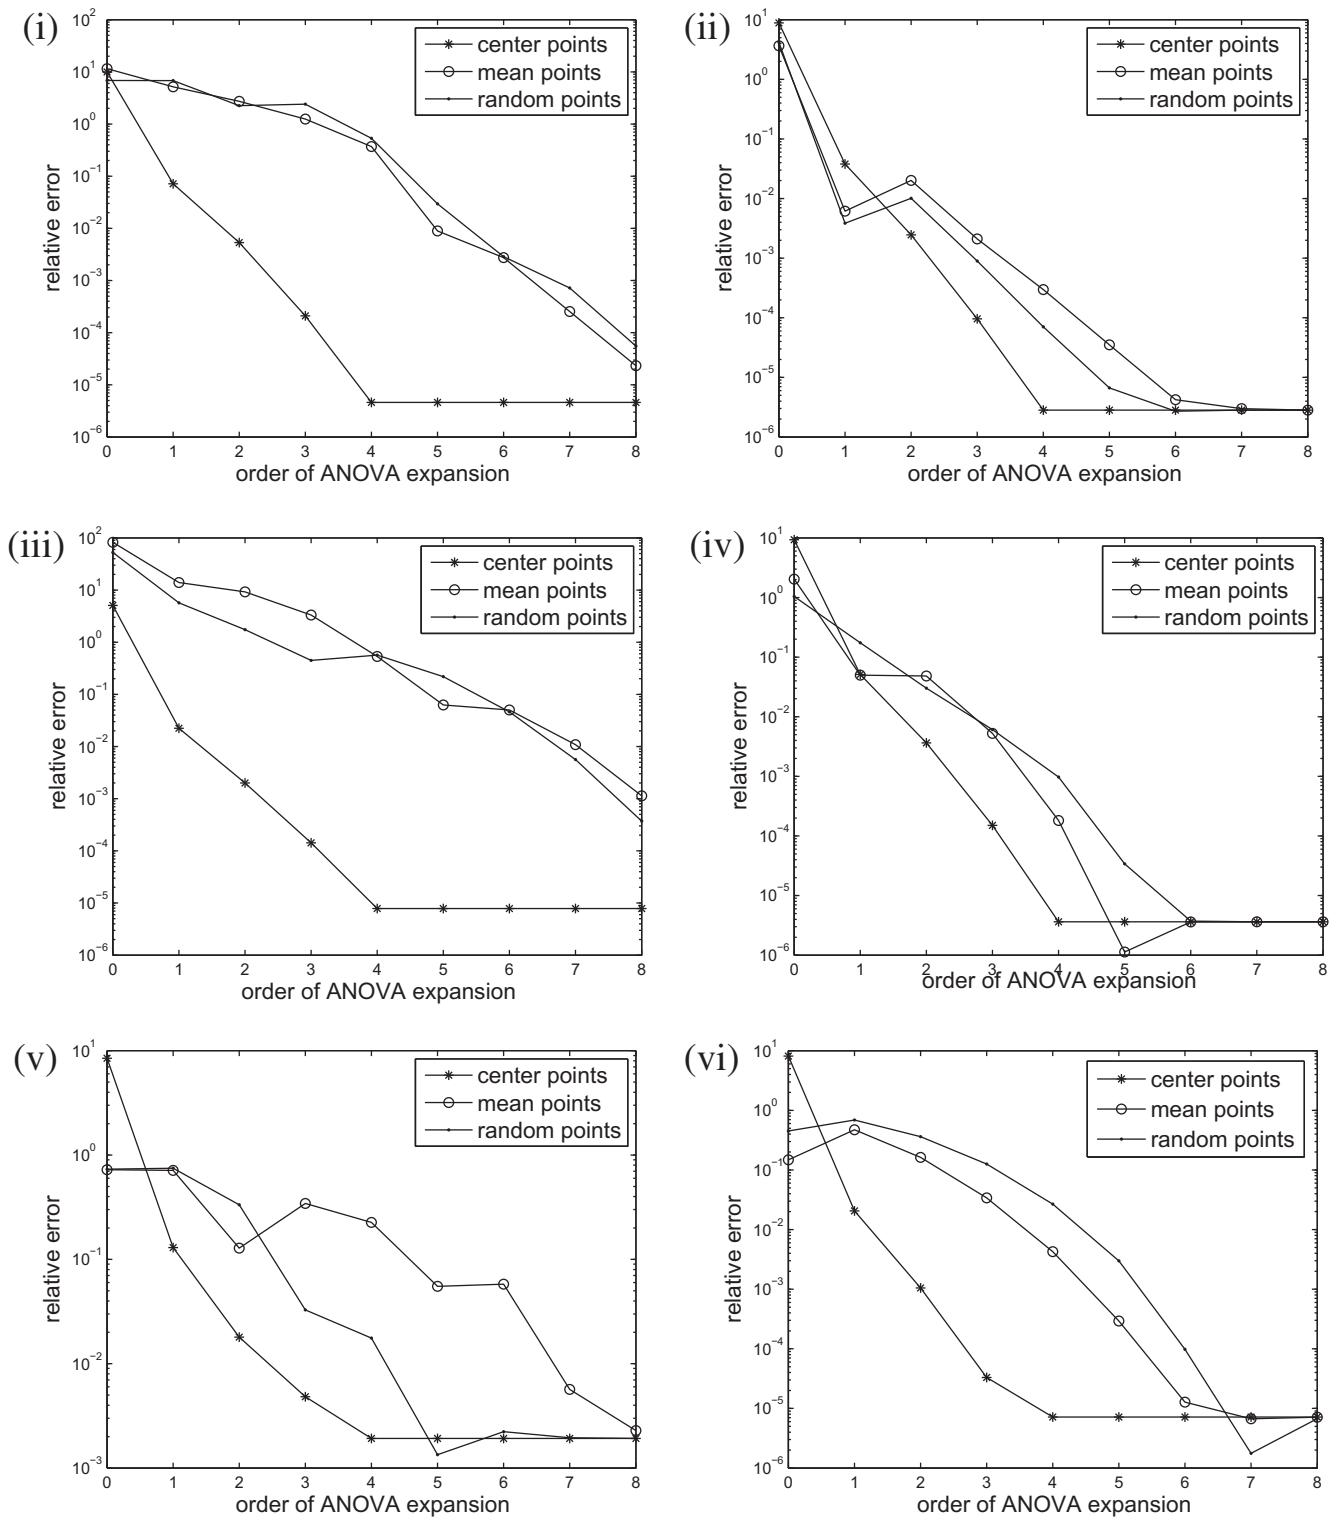 (i)
center points
mean points
random points
10^2
10^1
10^0
10^−1
10^−2
10^−3
10^−4
10^−5
10^−6
relative error
0 1 2 3 4 5 6 7 8
order of ANOVA expansion
(ii)
center points
mean points
random points
10^1
10^0
10^−1
10^−2
10^−3
10^−4
10^−5
10^−6
relative error
0 1 2 3 4 5 6 7 8
order of ANOVA expansion
(iii)
center points
mean points
random points
10^2
10^1
10^0
10^−1
10^−2
10^−3
10^−4
10^−5
10^−6
relative error
0 1 2 3 4 5 6 7 8
order of ANOVA expansion
(iv)
center points
mean points
random points
10^1
10^0
10^−1
10^−2
10^−3
10^−4
10^−5
10^−6
relative error
0 1 2 3 4 5 6 7 8
order of ANOVA expansion
(v)
center points
mean points
random points
10^1
10^0
10^−1
10^−2
10^−3
relative error
0 1 2 3 4 5 6 7 8
order of ANOVA expansion
(vi)
center points
mean points
random points
10^1
10^0
10^−1
10^−2
10^−3
10^−4
10^−5
10^−6
relative error
0 1 2 3 4 5 6 7 8
order of ANOVA expansion